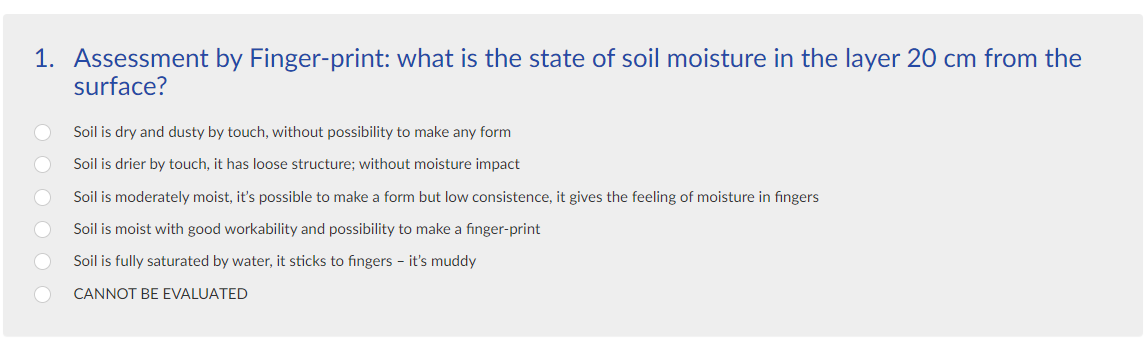 1. Assessment by Finger-print: what is the state of soil moisture in the layer 20 cm from the
surface?
Soil is dry and dusty by touch, without possibility to make any form
Soil is drier by touch, it has loose structure; without moisture impact
Soil is moderately moist, it's possible to make a form but low consistence, it gives the feeling of moisture in fingers
Soil is moist with good workability and possibility to make a finger-print
Soil is fully saturated by water, it sticks to fingers – it's muddy
CANNOT BE EVALUATED